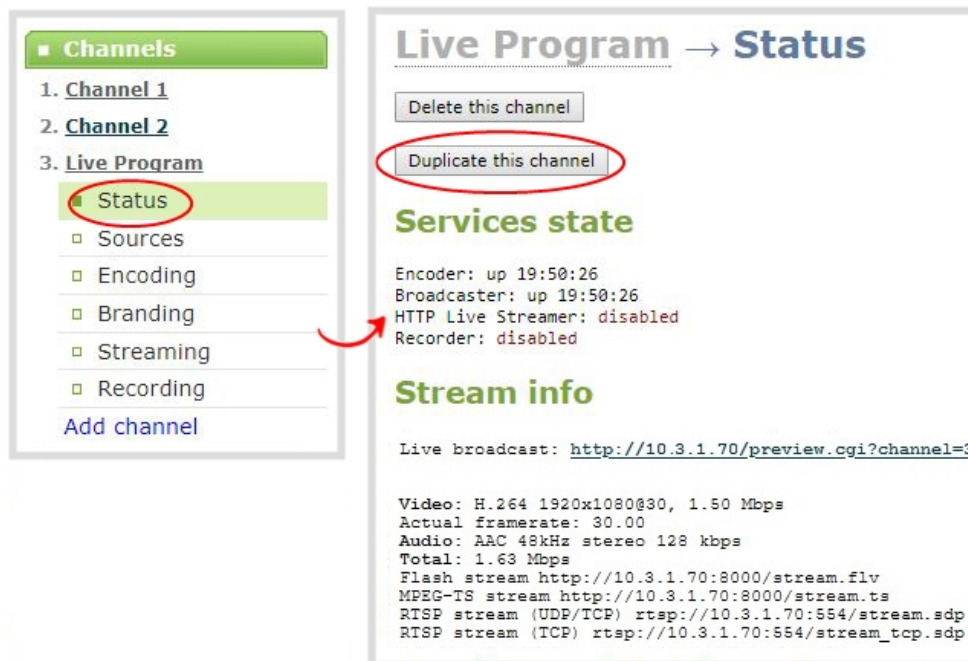 Channels
1. Channel 1
2. Channel 2
3. Live Program
Status
Sources
Encoding
Branding
Streaming
Recording
Add channel
Live Program → Status
Delete this channel
Duplicate this channel
Services state
Encoder: up 19:50:26
Broadcaster: up 19:50:26
HTTP Live Streamer: disabled
Recorder: disabled
Stream info
Live broadcast: http://10.3.1.70/preview.cgi?channel=3
Video: H.264 1920x1080@30, 1.50 Mbps
Actual framerate: 30.00
Audio: AAC 48kHz stereo 128 kbps
Total: 1.63 Mbps
Flash stream http://10.3.1.70:8000/stream.flv
MPEG-TS stream http://10.3.1.70:8000/stream.ts
RTSP stream (UDP/TCP) rtsp://10.3.1.70:554/stream.sdp
RTSP stream (TCP) rtsp://10.3.1.70:554/stream_tcp.sdp